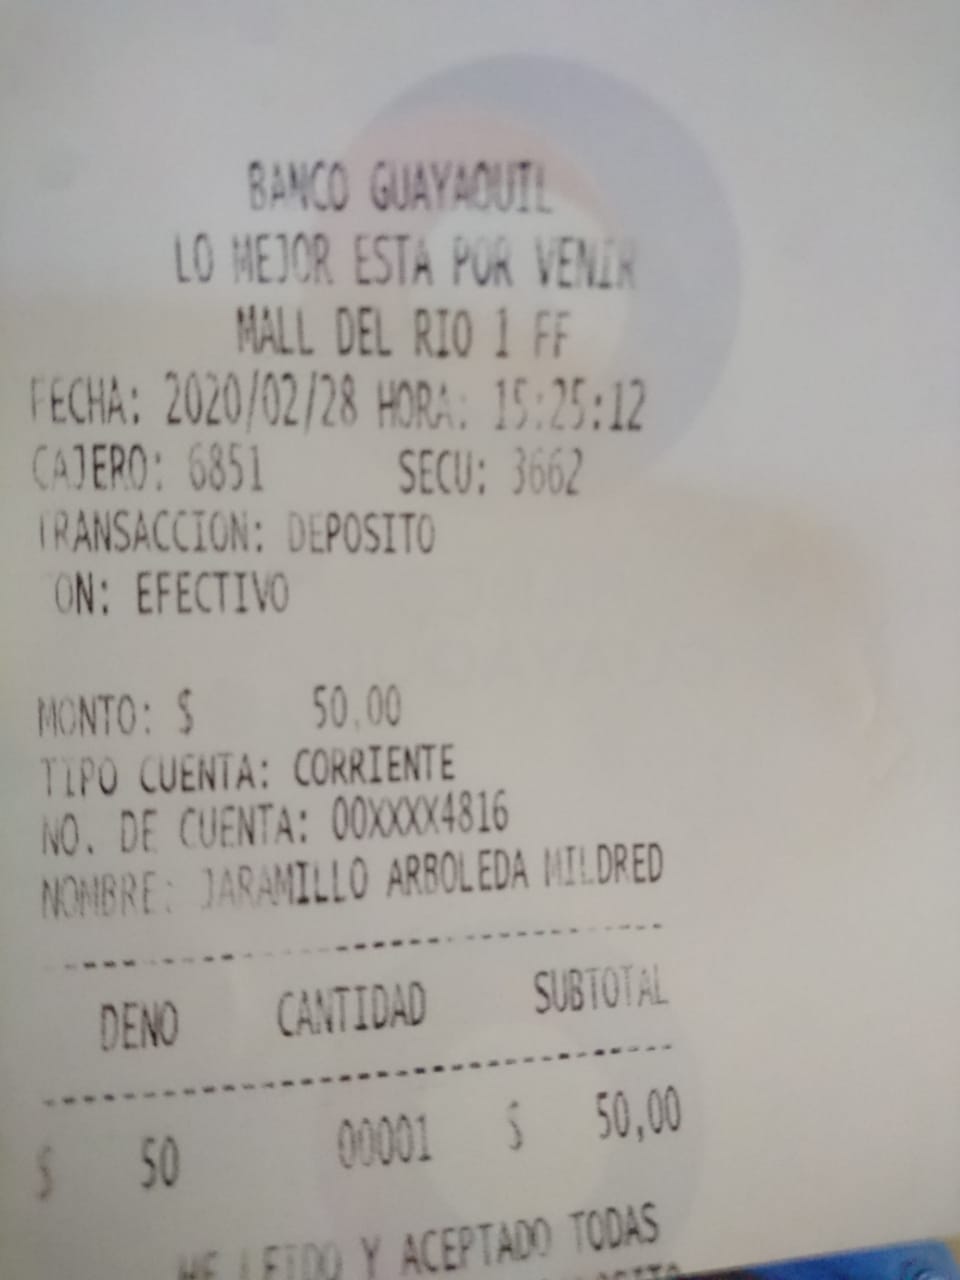 BANCO GUAYAQUIL
LO MEJOR ESTA POR VENIR
MALL DEL RIO 1 FF
FECHA: 2020/02/28 HORA: 15:25:12
CAJERO: 6851 SECU: 3662
TRANSACCION: DEPOSITO
ON: EFECTIVO
MONTO: $ 50,00
TIPO CUENTA: CORRIENTE
NO. DE CUENTA: 00XXXX4816
NOMBRE: JARAMILLO ARBOLEDA MILDRED
DENO CANTIDAD SUBTOTAL
$ 50 00001 $ 50,00
HE LEIDO Y ACEPTADO TODAS